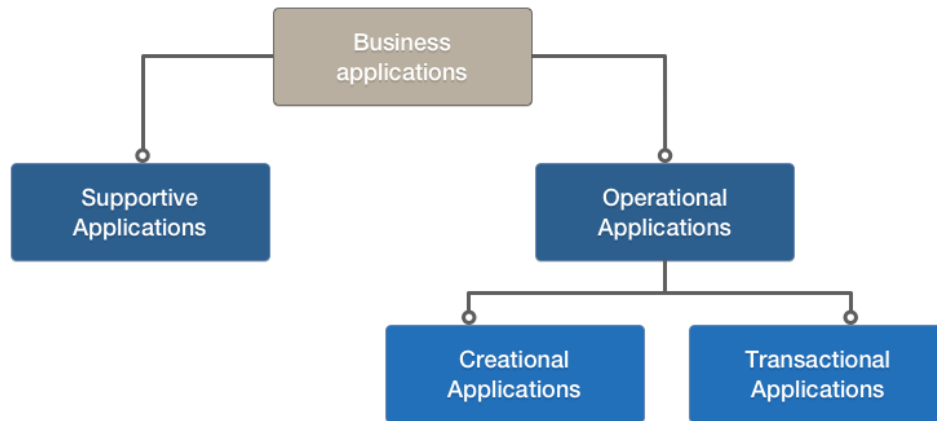 Business
applications
Supportive
Applications
Operational
Applications
Creational
Applications
Transactional
Applications